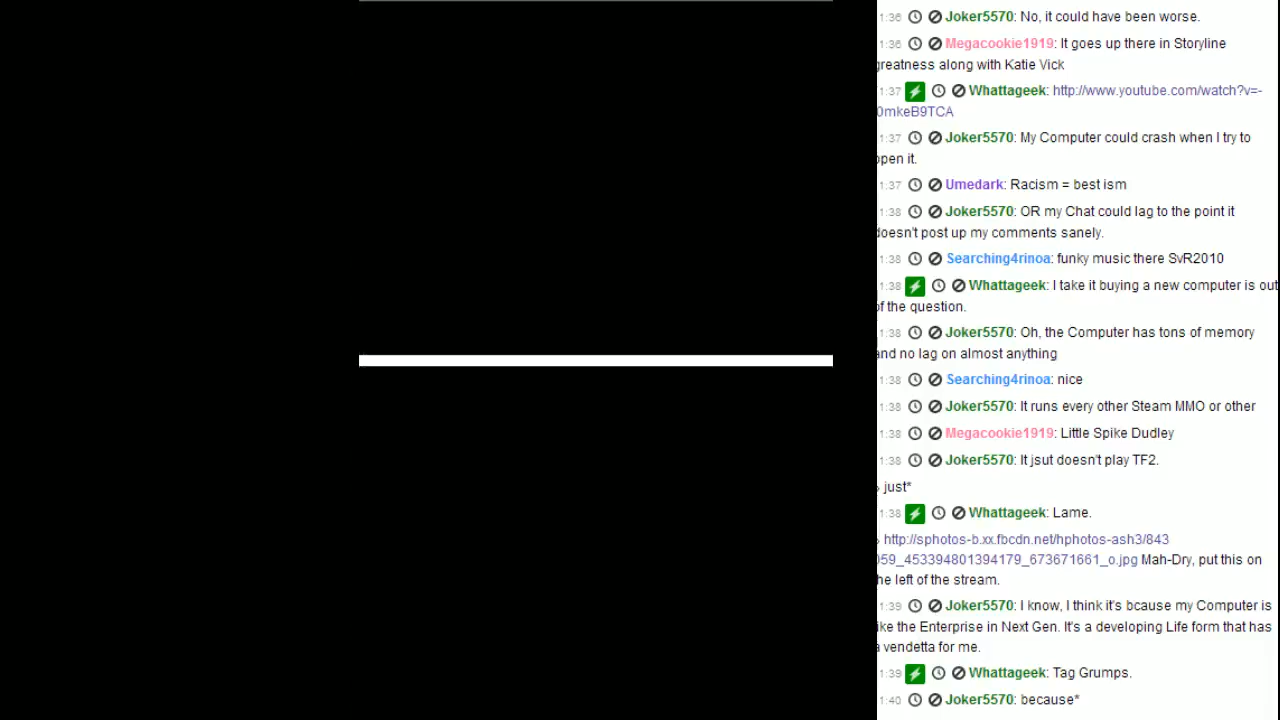 1:36 Joker5570: No, it could have been worse.
1:36 Megacookie1919: It goes up there in Storyline
greatness along with Katie Vick
1:37 Whattageek: http://www.youtube.com/watch?v=-
0mkeB9TCA
1:37 Joker5570: My Computer could crash when I try to
open it.
1:37 Umedark: Racism = best ism
1:38 Joker5570: OR my Chat could lag to the point it
doesn't post up my comments sanely.
1:38 Searching4rinoa: funky music there SvR2010
1:38 Whattageek: I take it buying a new computer is out
of the question.
1:38 Joker5570: Oh, the Computer has tons of memory
and no lag on almost anything
1:38 Searching4rinoa: nice
1:38 Joker5570: It runs every other Steam MMO or other
1:38 Megacookie1919: Little Spike Dudley
1:38 Joker5570: It jsut doesn't play TF2.
just*
1:38 Whattageek: Lame.
http://sphotos-b.xx.fbcdn.net/hphotos-ash3/843
059_453394801394179_673671661_o.jpg Mah-Dry, put this on
the left of the stream.
1:39 Joker5570: I know, I think it's bcause my Computer is
like the Enterprise in Next Gen. It's a developing Life form that has
a vendetta for me.
1:39 Whattageek: Tag Grumps.
1:40 Joker5570: because*